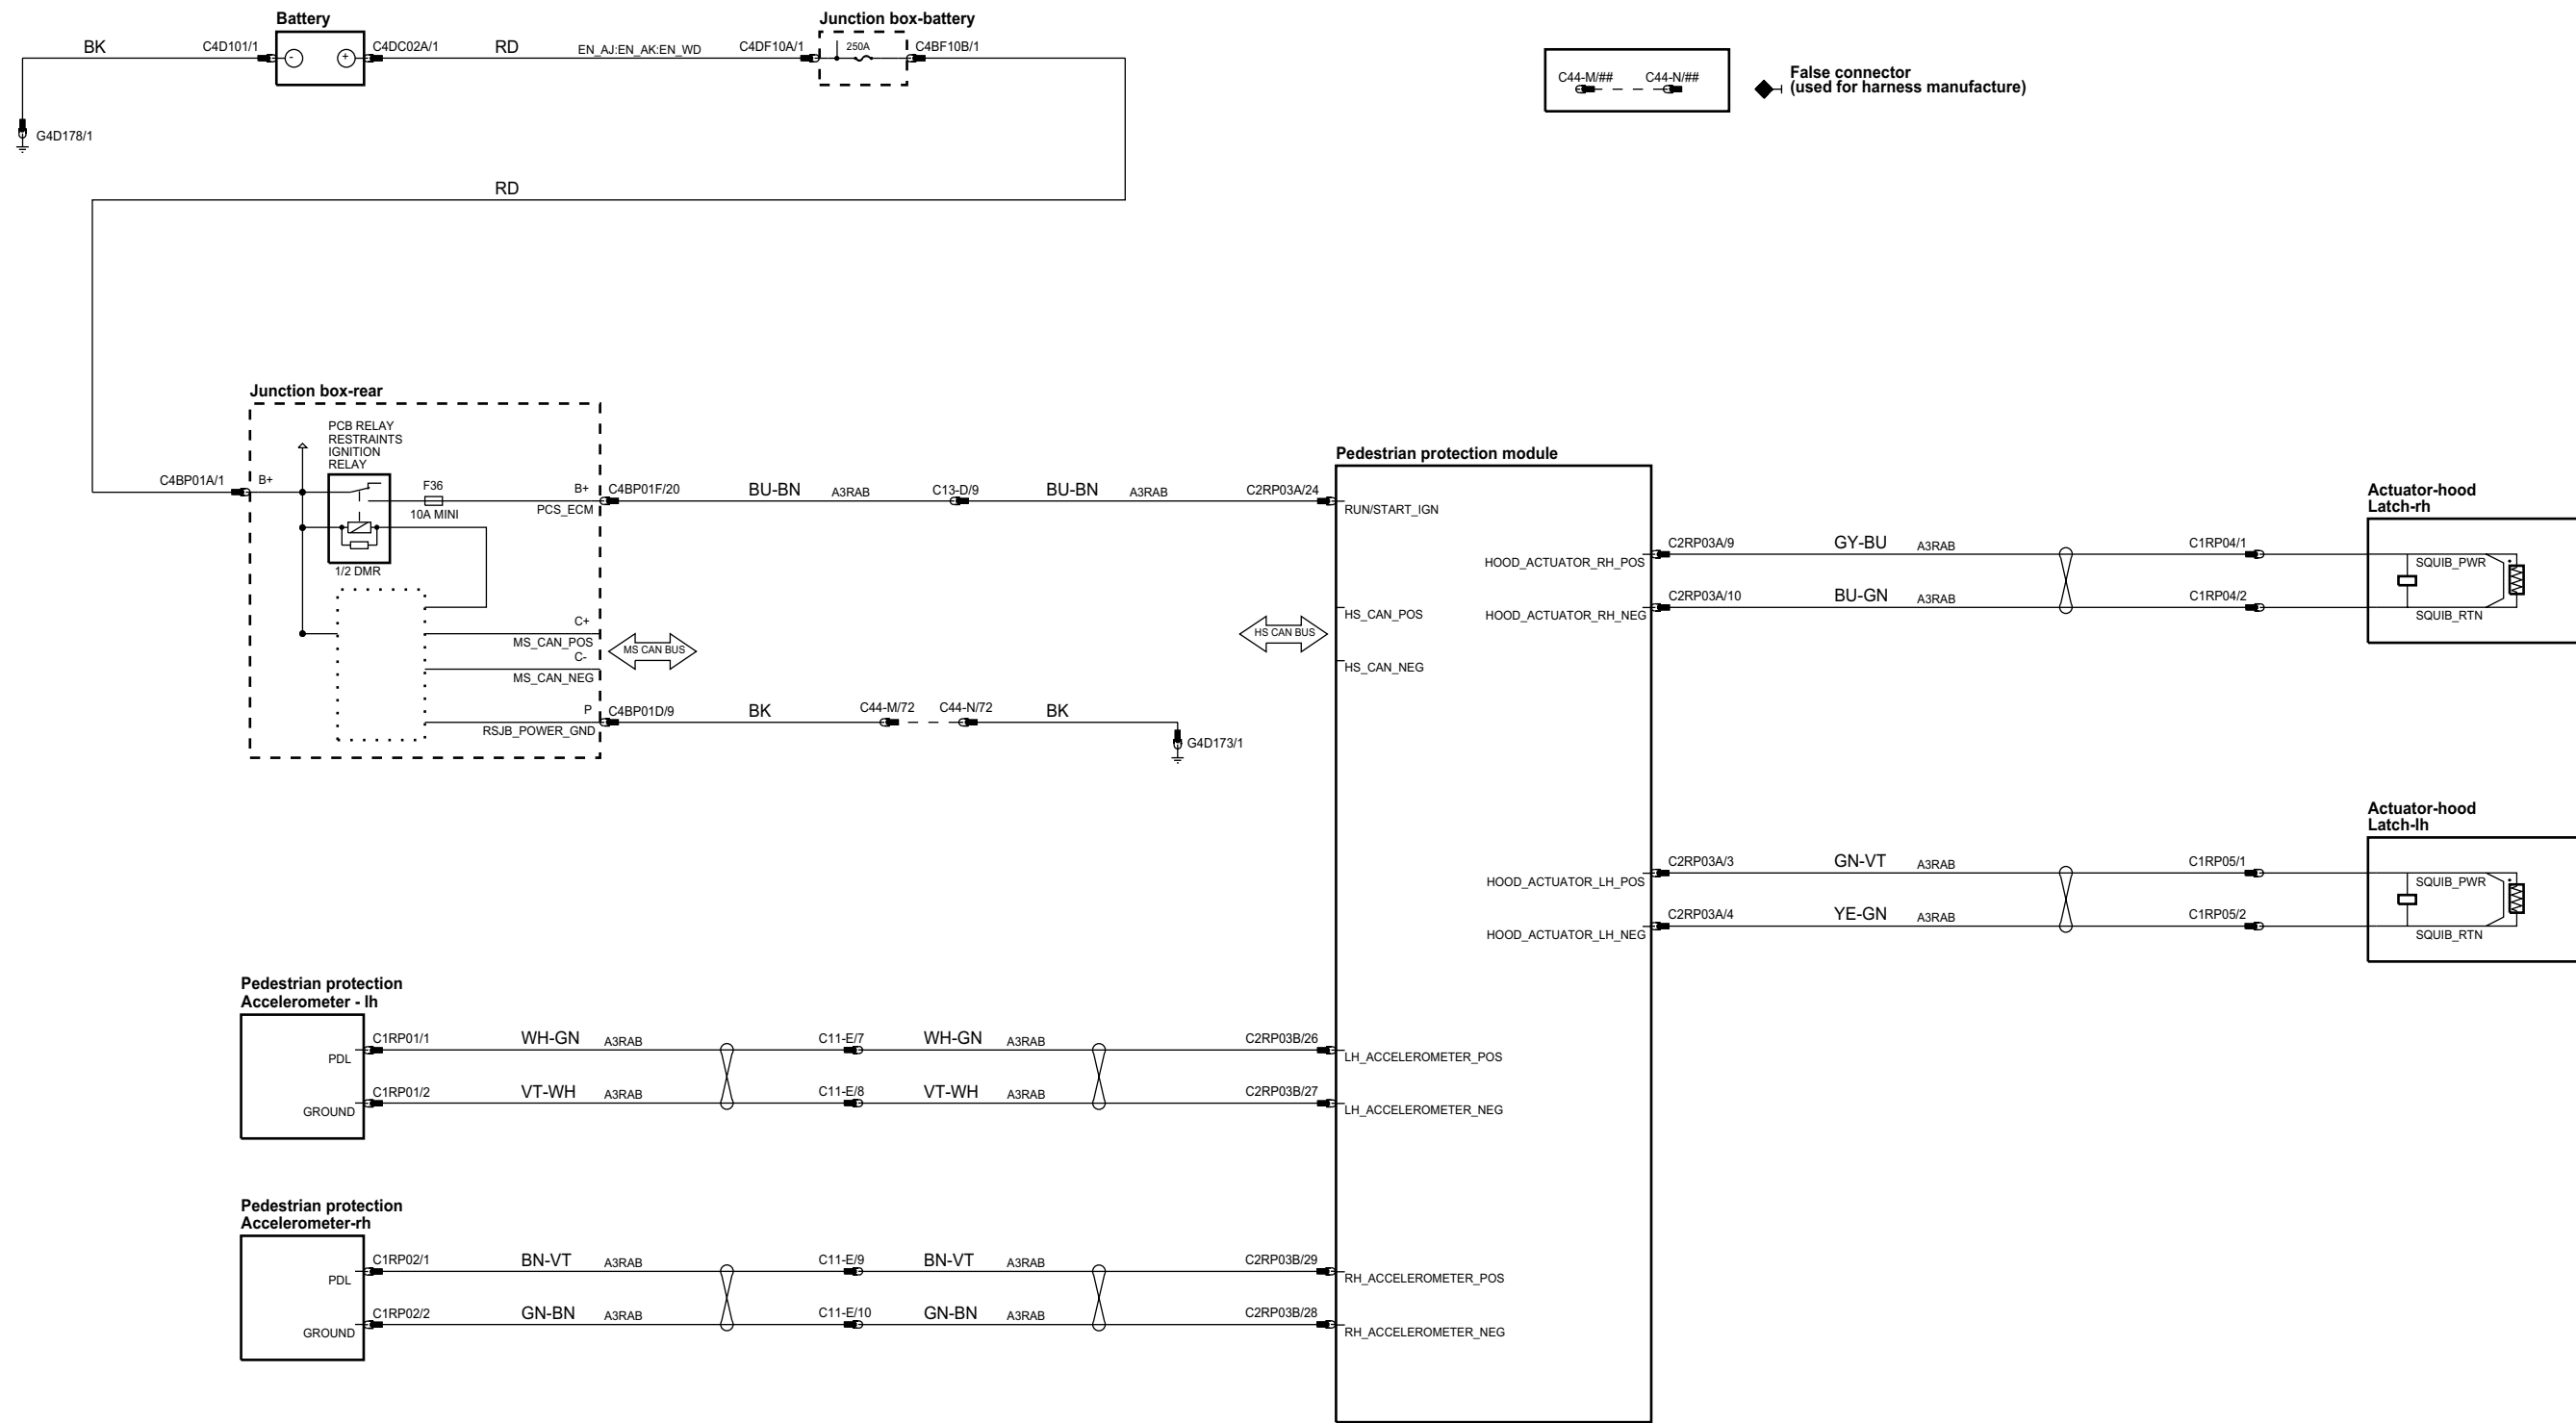 Battery
Junction box-battery
BK
C4D101/1
-
+
C4DC02A/1
RD
EN_AJ:EN_AK:EN_WD
C4DF10A/1
250A
C4BF10B/1
G4D178/1
C44-M/##
C44-N/##
False connector
(used for harness manufacture)
RD
Junction box-rear
PCB RELAY
RESTRAINTS
IGNITION
RELAY
C4BP01A/1
B+
F36
10A MINI
1/2 DMR
B+
PCS_ECM
C4BP01F/20
BU-BN
A3RAB
C13-D/9
BU-BN
A3RAB
C2RP03A/24
C+
MS_CAN_POS
C-
MS_CAN_NEG
MS CAN BUS
P
RSJB_POWER_GND
C4BP01D/9
BK
C44-M/72
C44-N/72
BK
G4D173/1
Pedestrian protection module
RUN/START_IGN
HS CAN BUS
HS_CAN_POS
HS_CAN_NEG
HOOD_ACTUATOR_RH_POS
HOOD_ACTUATOR_RH_NEG
C2RP03A/9
GY-BU
A3RAB
C1RP04/1
C2RP03A/10
BU-GN
A3RAB
C1RP04/2
Actuator-hood
Latch-rh
SQUIB_PWR
SQUIB_RTN
HOOD_ACTUATOR_LH_POS
HOOD_ACTUATOR_LH_NEG
C2RP03A/3
GN-VT
A3RAB
C1RP05/1
C2RP03A/4
YE-GN
A3RAB
C1RP05/2
Actuator-hood
Latch-lh
SQUIB_PWR
SQUIB_RTN
Pedestrian protection
Accelerometer - lh
PDL
GROUND
C1RP01/1
WH-GN
A3RAB
C11-E/7
WH-GN
A3RAB
C2RP03B/26
LH_ACCELEROMETER_POS
C1RP01/2
VT-WH
A3RAB
C11-E/8
VT-WH
A3RAB
C2RP03B/27
LH_ACCELEROMETER_NEG
Pedestrian protection
Accelerometer-rh
PDL
GROUND
C1RP02/1
BN-VT
A3RAB
C11-E/9
BN-VT
A3RAB
C2RP03B/29
RH_ACCELEROMETER_POS
C1RP02/2
GN-BN
A3RAB
C11-E/10
GN-BN
A3RAB
C2RP03B/28
RH_ACCELEROMETER_NEG